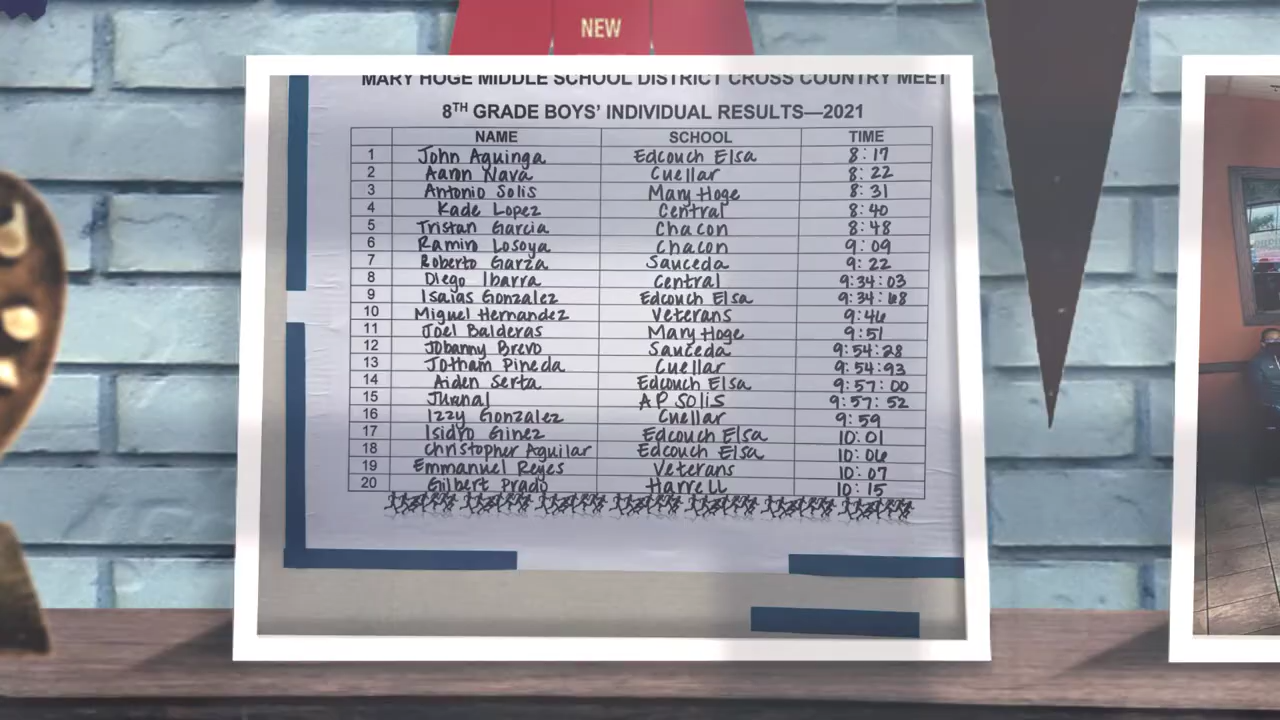 NEW
MARY HOGE MIDDLE SCHOOL DISTRICT CROSS COUNTRY MEET
8TH GRADE BOYS' INDIVIDUAL RESULTS—2021
NAME SCHOOL TIME
1 John Aguinga Edcouch Elsa 8:17
2 Aaron Nava Cuellar 8:22
3 Antonio Solis Mary Hoge 8:31
4 Kade Lopez Central 8:40
5 Tristan Garcia Chacon 8:48
6 Ramiro Losoya Chacon 9:09
7 Roberto Garza Sauceda 9:22
8 Diego Ibarra Central 9:34:03
9 Isaias Gonzalez Edcouch Elsa 9:34:68
10 Miguel Hernandez Veterans 9:46
11 Joel Balderas Mary Hoge 9:51
12 Jobanny Brevo Sauceda 9:54:28
13 Jotham Pineda Cuellar 9:54:93
14 Aiden Serta Edcouch Elsa 9:57:00
15 AP Solis 9:57:52
16 Izzy Gonzalez Cuellar 9:59
17 Isidro Ginez Edcouch Elsa 10:01
18 Christopher Aguilar Edcouch Elsa 10:06
19 Emmanuel Reyes Veterans 10:07
20 Gilbert Prado Harrell 10:15